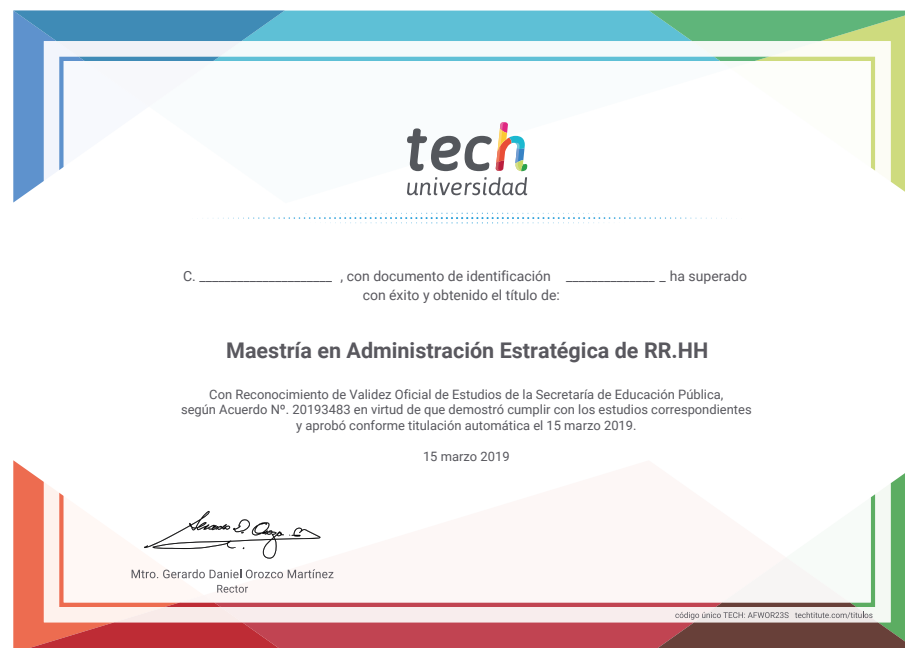 tech
universidad
C. _____________________ , con documento de identificación ______________ _ ha superado
con éxito y obtenido el título de:
Maestría en Administración Estratégica de RR.HH
Con Reconocimiento de Validez Oficial de Estudios de la Secretaría de Educación Pública,
según Acuerdo Nº. 20193483 en virtud de que demostró cumplir con los estudios correspondientes
y aprobó conforme titulación automática el 15 marzo 2019.
15 marzo 2019
Mtro. Gerardo Daniel Orozco Martínez
Rector
código único TECH: AFWOR23S techtitute.com/titulos